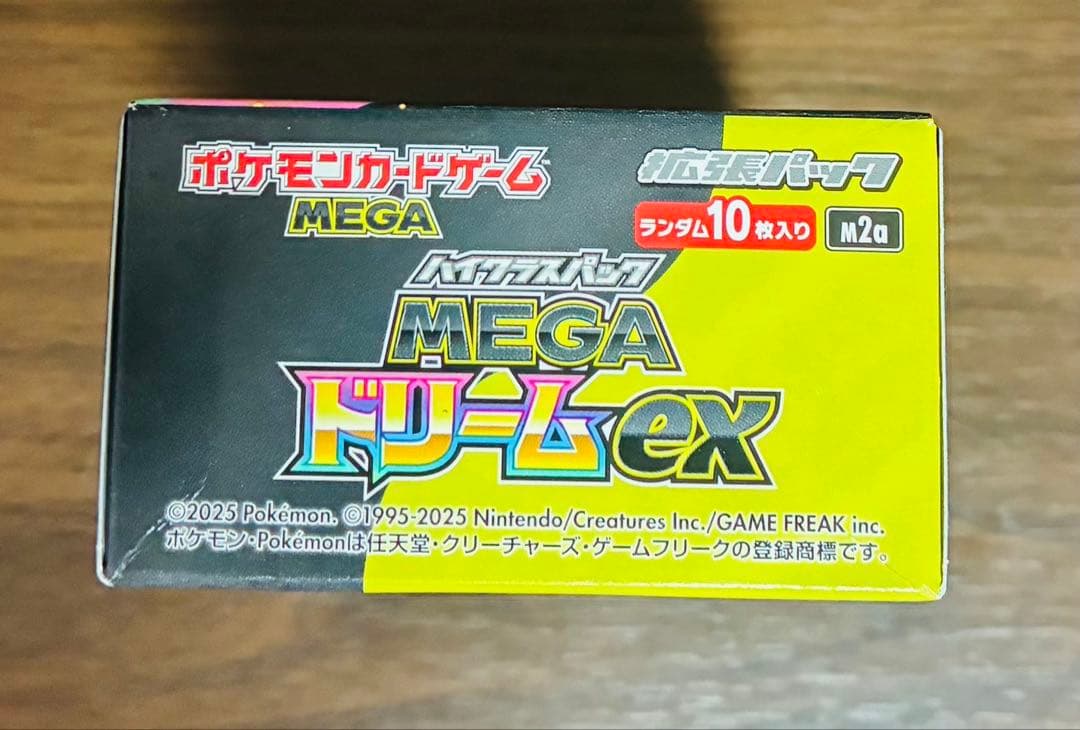 ポケモンカードゲーム™
MEGA
拡張パック
ランダム10枚入り
M2a
ハイクラスパック
MEGA
ドリームex
©2025 Pokémon. ©1995-2025 Nintendo/Creatures Inc./GAME FREAK inc.
ポケモン・Pokémonは任天堂・クリーチャーズ・ゲームフリークの登録商標です。